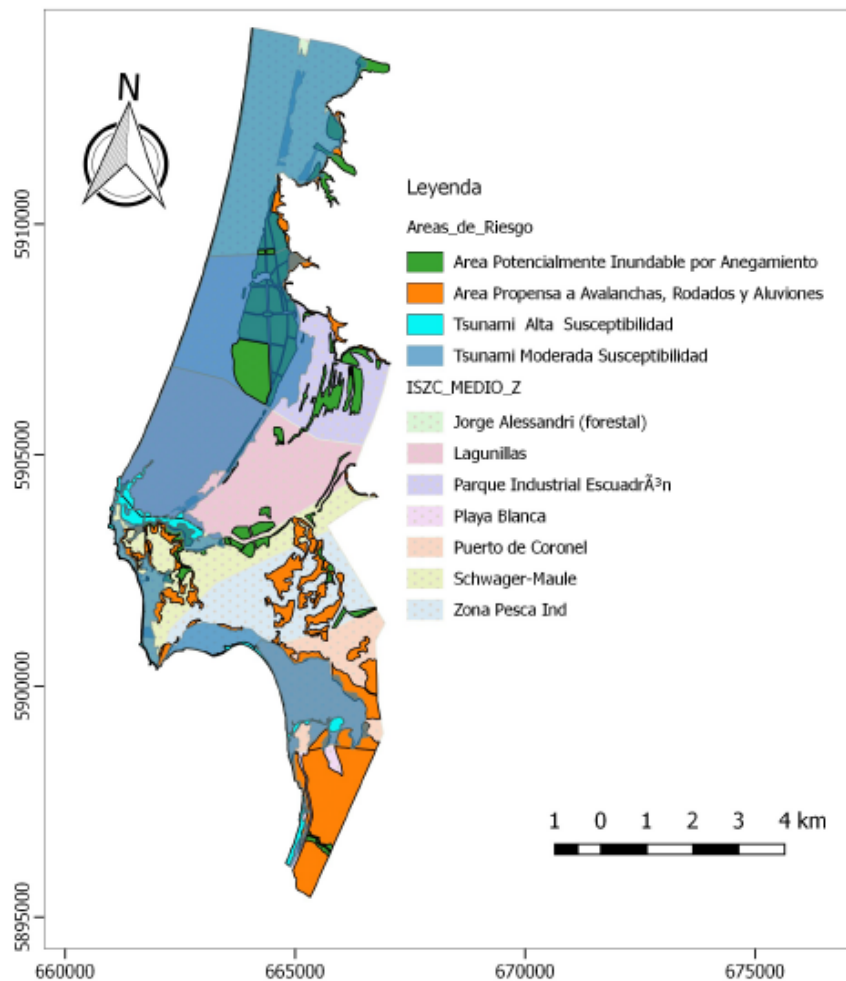 N
Leyenda
Areas_de_Riesgo
Area Potencialmente Inundable por Anegamiento
Area Propensa a Avalanchas, Rodados y Aluviones
Tsunami Alta Susceptibilidad
Tsunami Moderada Susceptibilidad
ISZC_MEDIO_Z
Jorge Alessandri (forestal)
Lagunillas
Parque Industrial EscuadrÃ³n
Playa Blanca
Puerto de Coronel
Schwager-Maule
Zona Pesca Ind
1 0 1 2 3 4 km
5910000
5905000
5900000
5895000
660000 665000 670000 675000